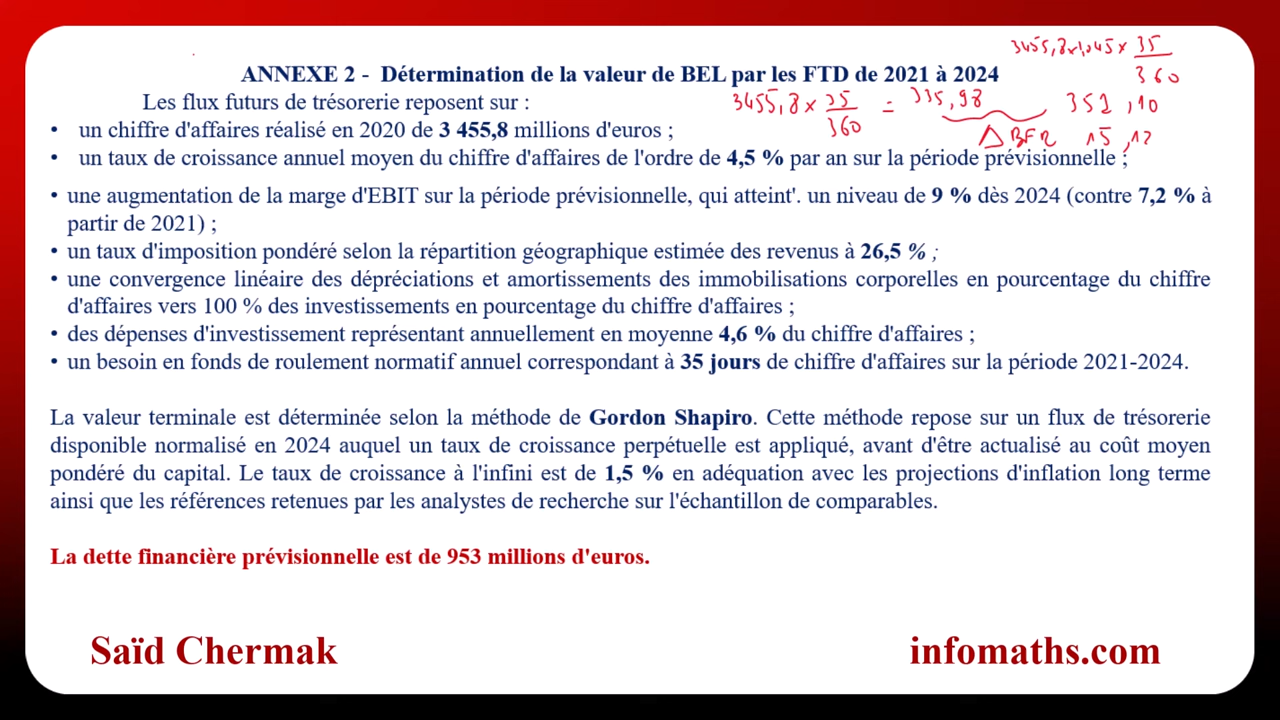 3455,8x1,045x 35
360
ANNEXE 2 - Détermination de la valeur de BEL par les FTD de 2021 à 2024
Les flux futurs de trésorerie reposent sur :
3455,8 x 35 = 335,98
360
351,10
Δ BFR 15,12
• un chiffre d'affaires réalisé en 2020 de 3 455,8 millions d'euros ;
• un taux de croissance annuel moyen du chiffre d'affaires de l'ordre de 4,5 % par an sur la période prévisionnelle ;
• une augmentation de la marge d'EBIT sur la période prévisionnelle, qui atteint'. un niveau de 9 % dès 2024 (contre 7,2 % à
partir de 2021) ;
• un taux d'imposition pondéré selon la répartition géographique estimée des revenus à 26,5 % ;
• une convergence linéaire des dépréciations et amortissements des immobilisations corporelles en pourcentage du chiffre
d'affaires vers 100 % des investissements en pourcentage du chiffre d'affaires ;
• des dépenses d'investissement représentant annuellement en moyenne 4,6 % du chiffre d'affaires ;
• un besoin en fonds de roulement normatif annuel correspondant à 35 jours de chiffre d'affaires sur la période 2021-2024.
La valeur terminale est déterminée selon la méthode de Gordon Shapiro. Cette méthode repose sur un flux de trésorerie
disponible normalisé en 2024 auquel un taux de croissance perpétuelle est appliqué, avant d'être actualisé au coût moyen
pondéré du capital. Le taux de croissance à l'infini est de 1,5 % en adéquation avec les projections d'inflation long terme
ainsi que les références retenues par les analystes de recherche sur l'échantillon de comparables.
La dette financière prévisionnelle est de 953 millions d'euros.
Saïd Chermak
infomaths.com